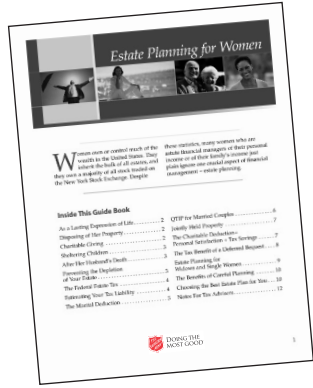 Estate Planning for Women
Women own or control much of the
wealth in the United States. They
inherit the bulk of all estates, and
they own a majority of all stock traded on
the New York Stock Exchange. Despite
these statistics, many women who are
estate financial managers or their personal
income or of their family's income just
plain ignore one crucial aspect of financial
management – estate planning.
Inside This Guide Book
As a Lasting Expression of Life . . . . . . . . . 2
Disposing of Her Property . . . . . . . . . . 2
Charitable Giving . . . . . . . . . . 2
Sheltering Children . . . . . . . . . . 3
After Her Husband's Death . . . . . . . . . . 3
Preventing the Depletion
of Your Estate . . . . . . . . . . 3
The Federal Estate Tax . . . . . . . . . . 4
Estimating Your Tax Liability . . . . . . . . . . 4
The Marital Deduction . . . . . . . . . . 5
QTIP for Married Couples . . . . . . . . . . 6
Jointly Held Property . . . . . . . . . . 7
The Charitable Deduction–
Personal Satisfaction + Tax Savings . . . . . 7
The Tax Benefit of a Deferred Bequest . . . . 8
Estate Planning for
Widows and Single Women . . . . . . . . . . 9
The Benefits of Careful Planning . . . . . . . 10
Choosing the Best Estate Plan for You . . . . 10
Notes For Tax Advisors . . . . . . . . . . 12
DOING THE
MOST GOOD
1